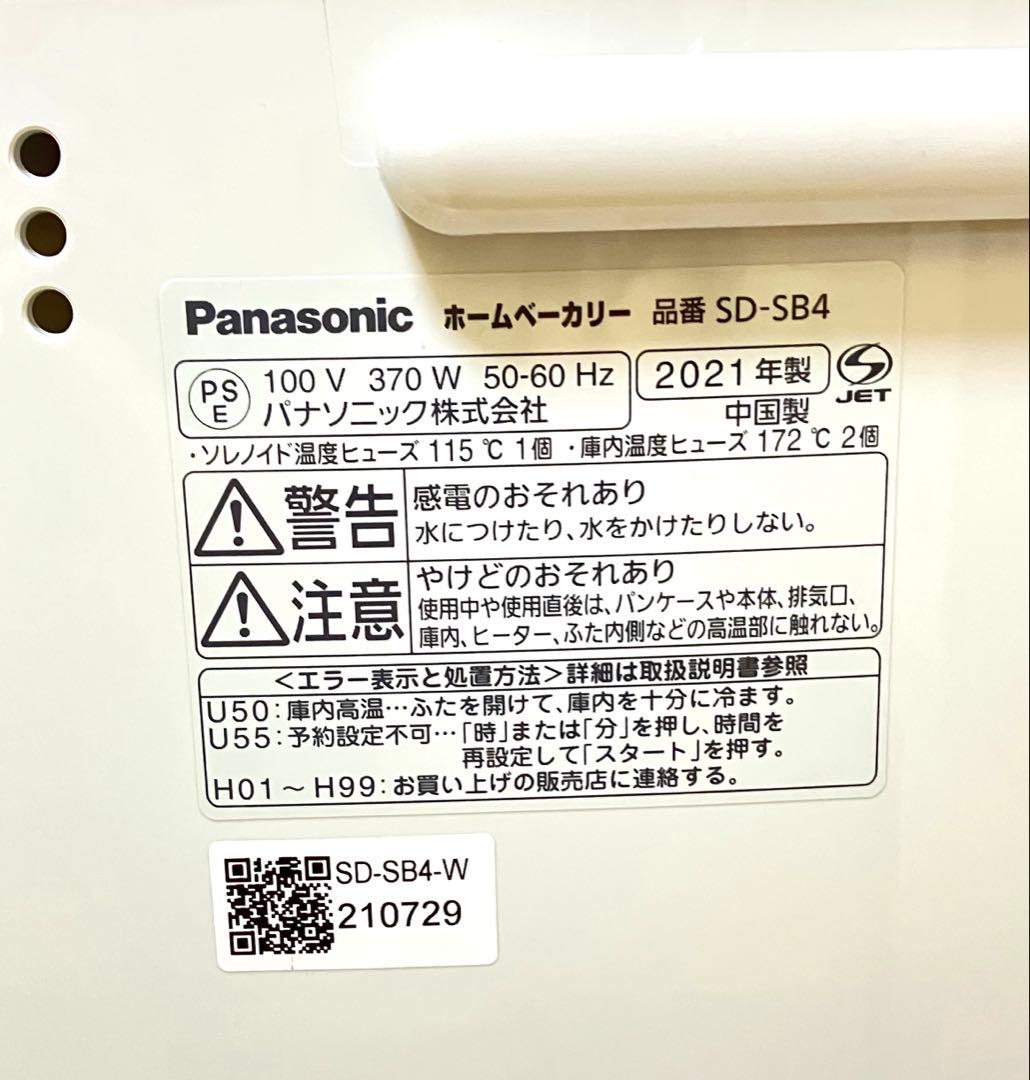 Panasonic ホームベーカリー 品番 SD-SB4
PS E 100 V 370 W 50-60 Hz 2021年製 S JET
パナソニック株式会社 中国製
・ソレノイド温度ヒューズ 115 ℃ 1個 ・庫内温度ヒューズ 172 ℃ 2個
警告 感電のおそれあり
水につけたり、水をかけたりしない。
注意 やけどのおそれあり
使用中や使用直後は、パンケースや本体、排気口、
庫内、ヒーター、ふた内側などの高温部に触れない。
<エラー表示と処置方法>詳細は取扱説明書参照
U50:庫内高温…ふたを開けて、庫内を十分に冷ます。
U55:予約設定不可…「時」または「分」を押し、時間を
再設定して「スタート」を押す。
H01~H99:お買い上げの販売店に連絡する。
SD-SB4-W
210729